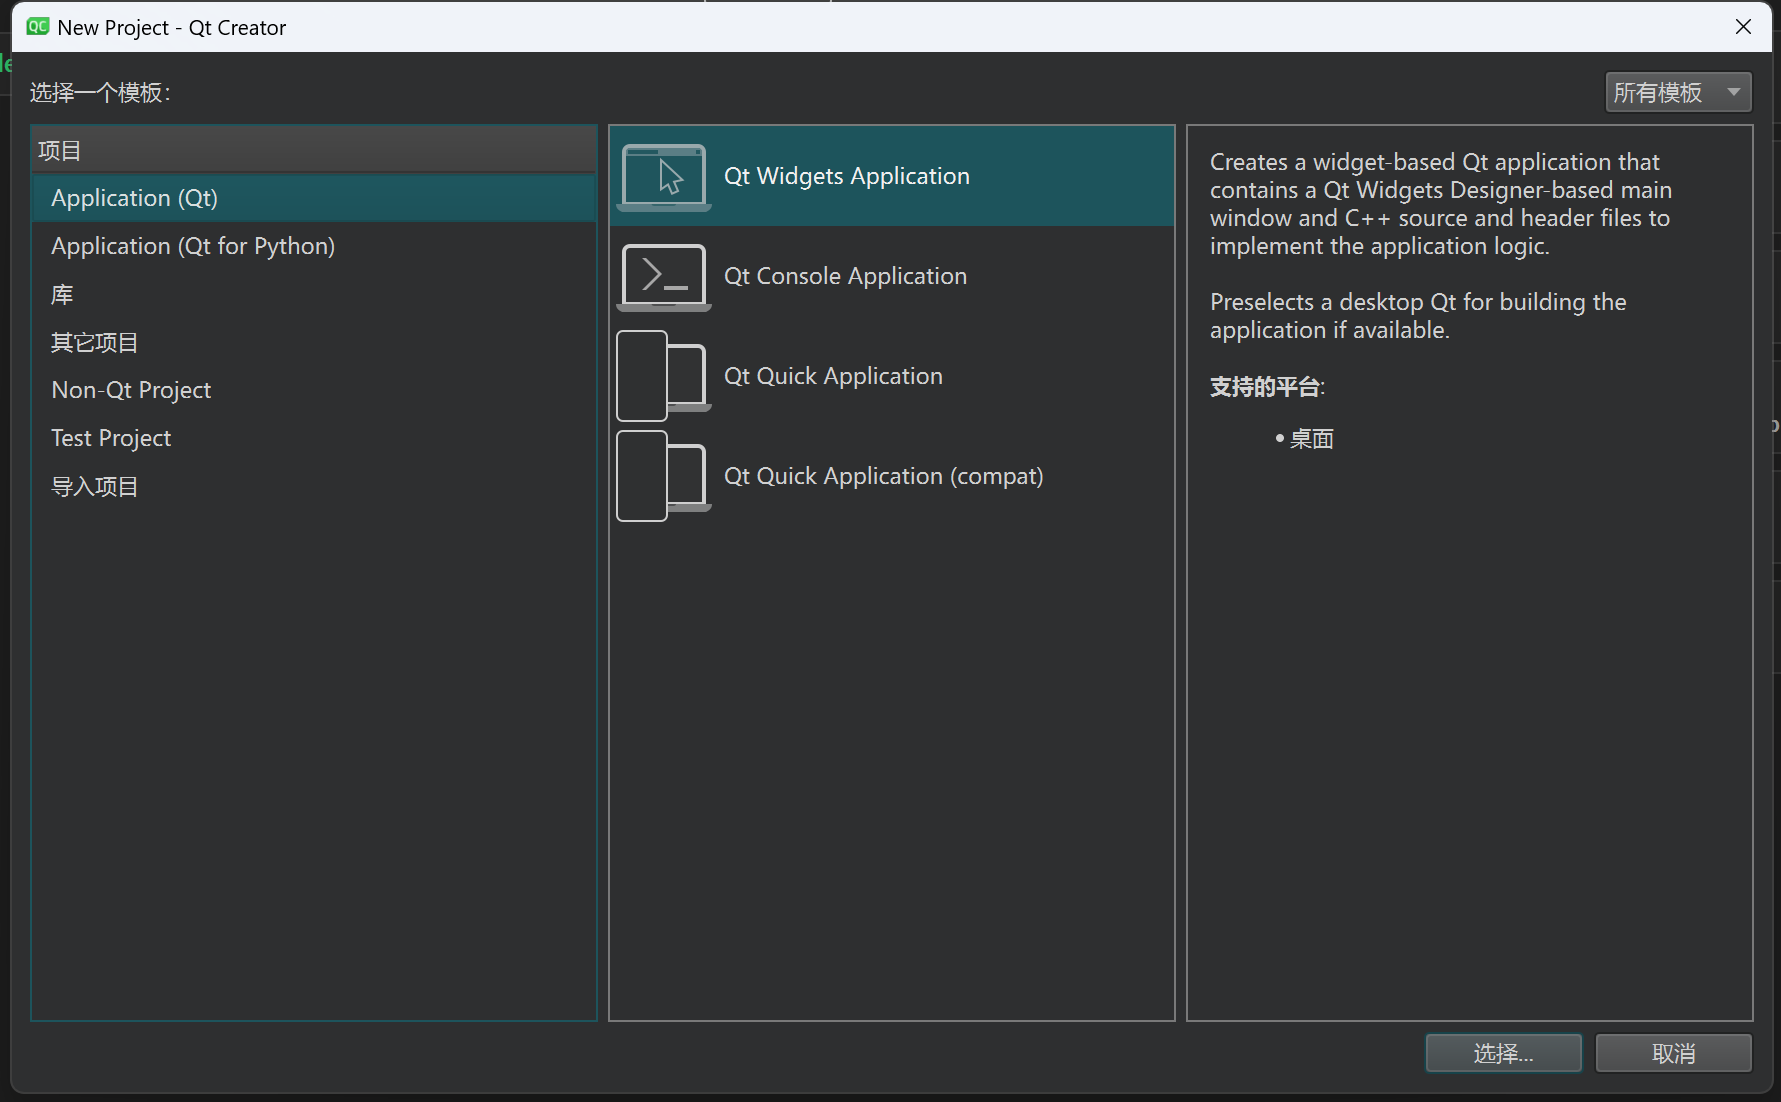 QC New Project - Qt Creator
选择一个模板：
所有模板
项目
Application (Qt)
Application (Qt for Python)
库
其它项目
Non-Qt Project
Test Project
导入项目
Qt Widgets Application
Qt Console Application
Qt Quick Application
Qt Quick Application (compat)
Creates a widget-based Qt application that
contains a Qt Widgets Designer-based main
window and C++ source and header files to
implement the application logic.
Preselects a desktop Qt for building the
application if available.
支持的平台:
• 桌面
选择...
取消